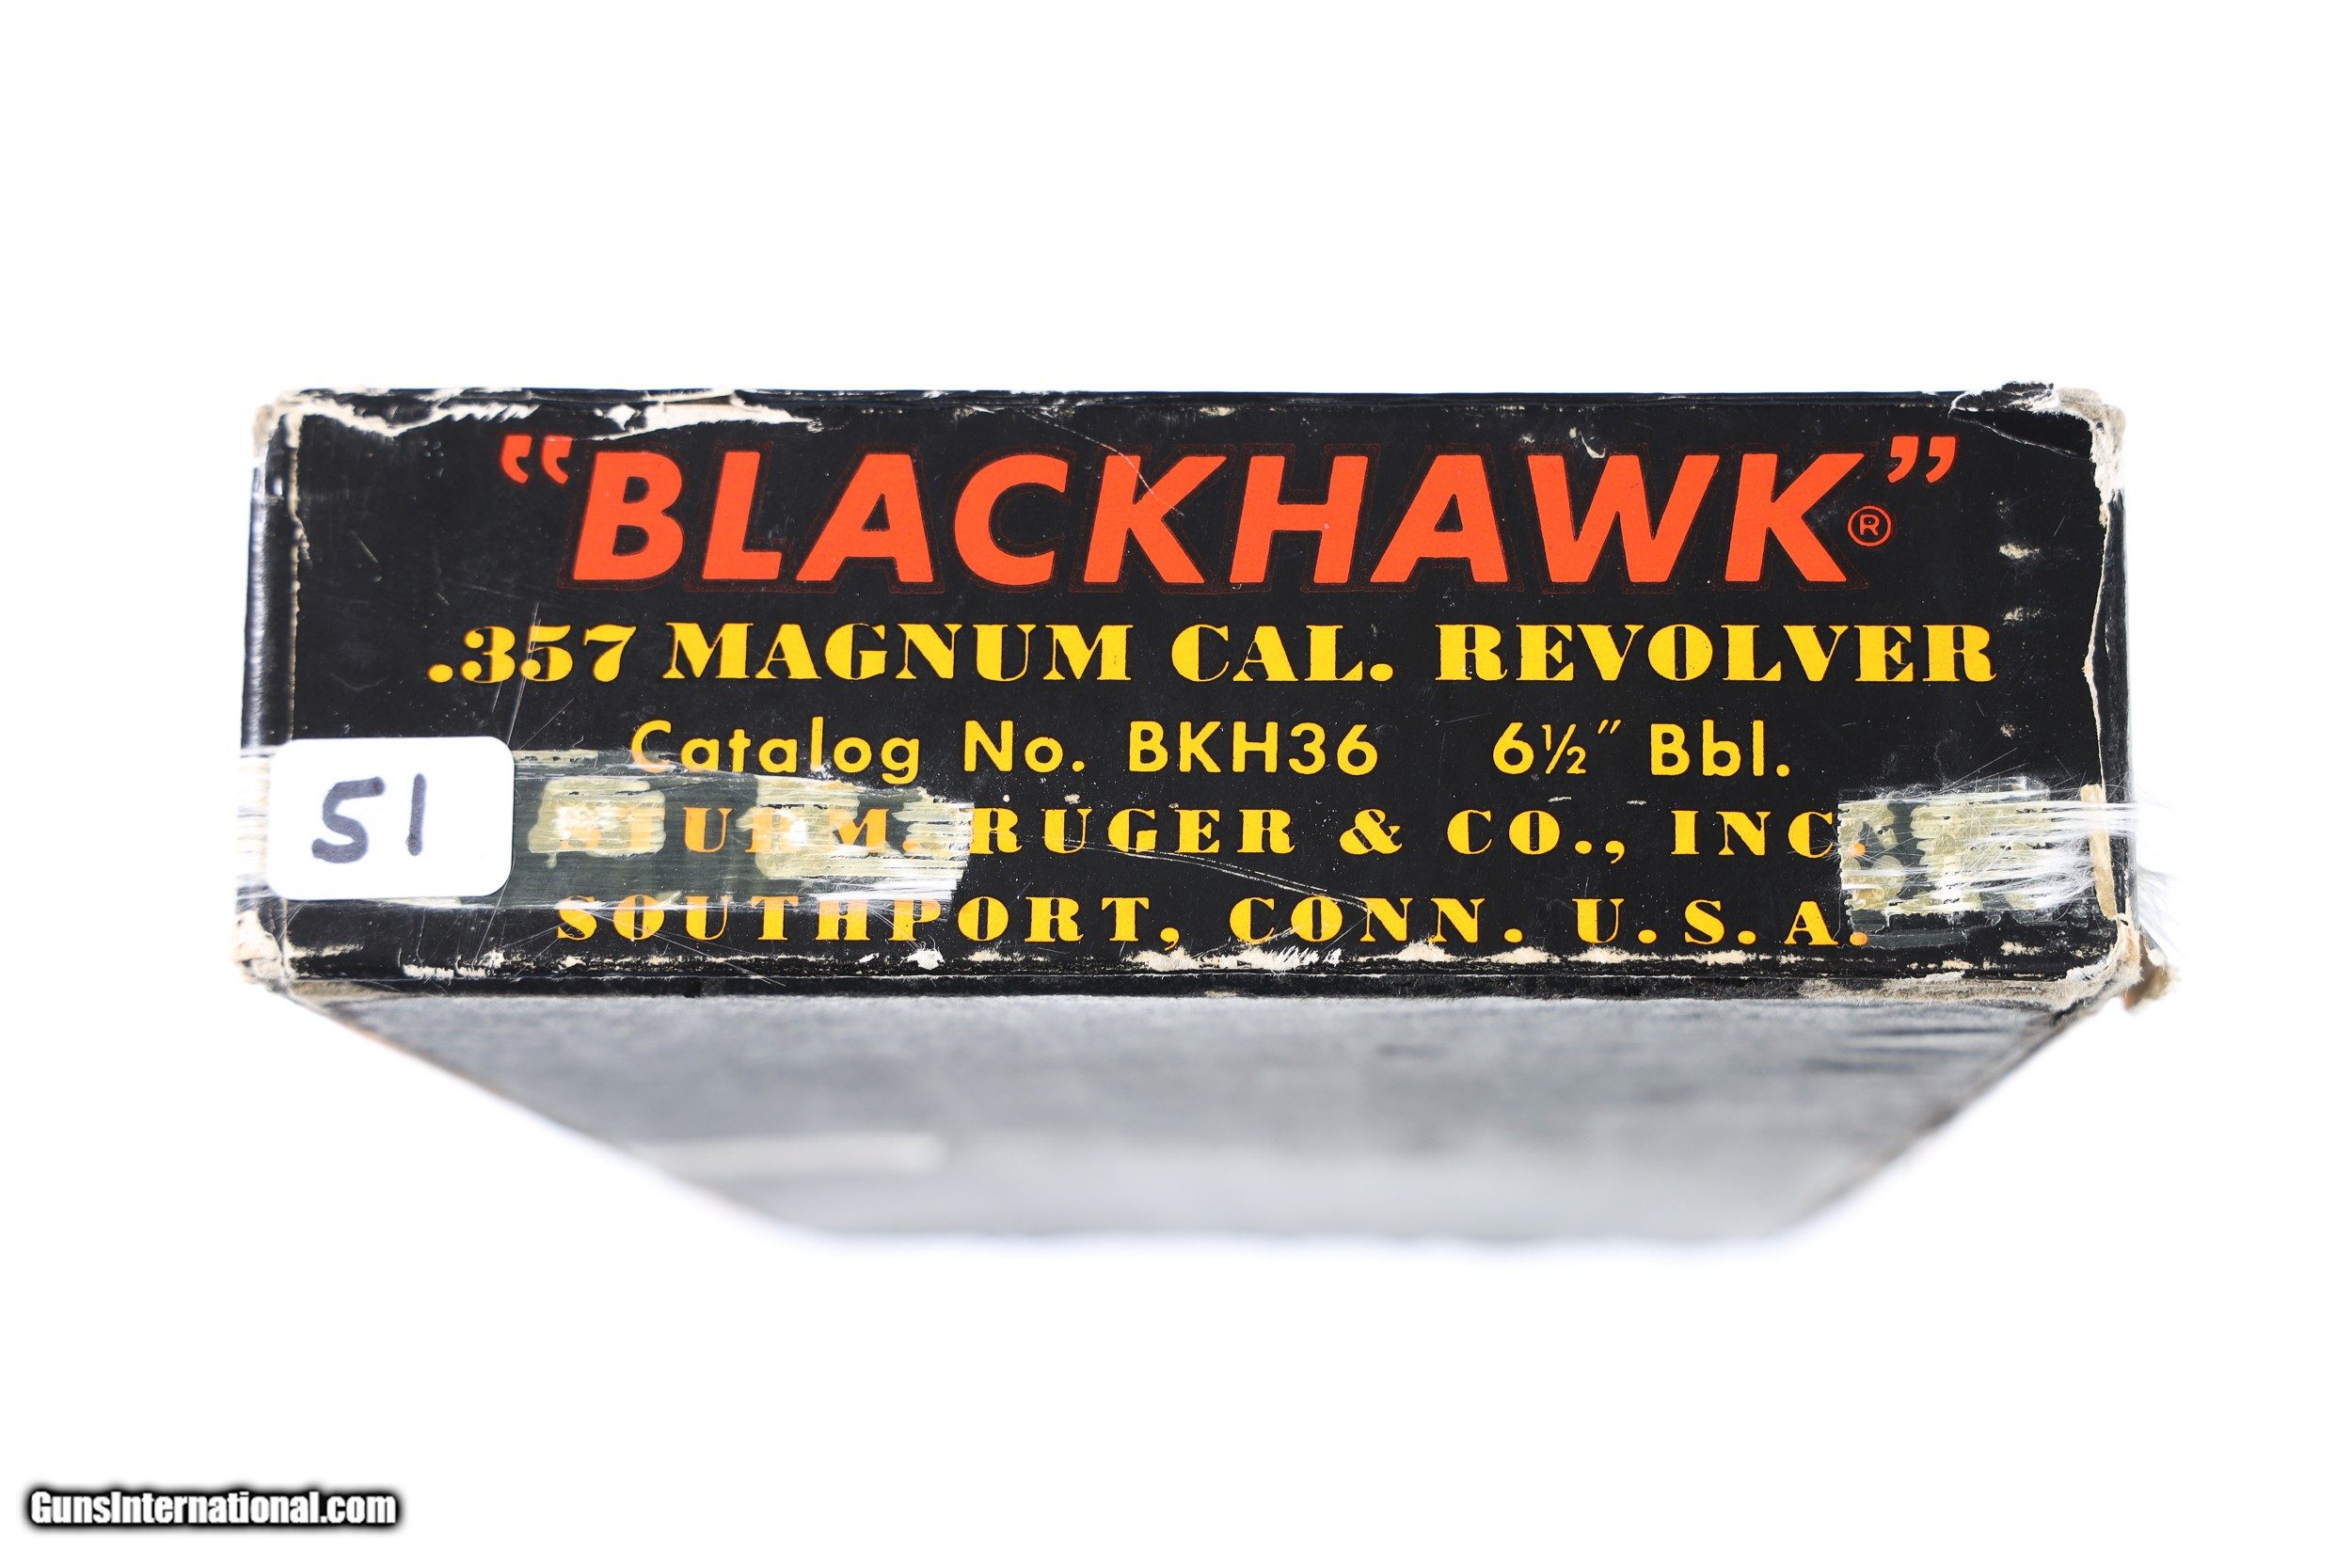 “BLACKHAWK®”
.357 MAGNUM CAL. REVOLVER
Catalog No. BKH36 6½″ Bbl.
51
STURM, RUGER & CO., INC.
SOUTHPORT, CONN. U.S.A.
GunsInternational.com